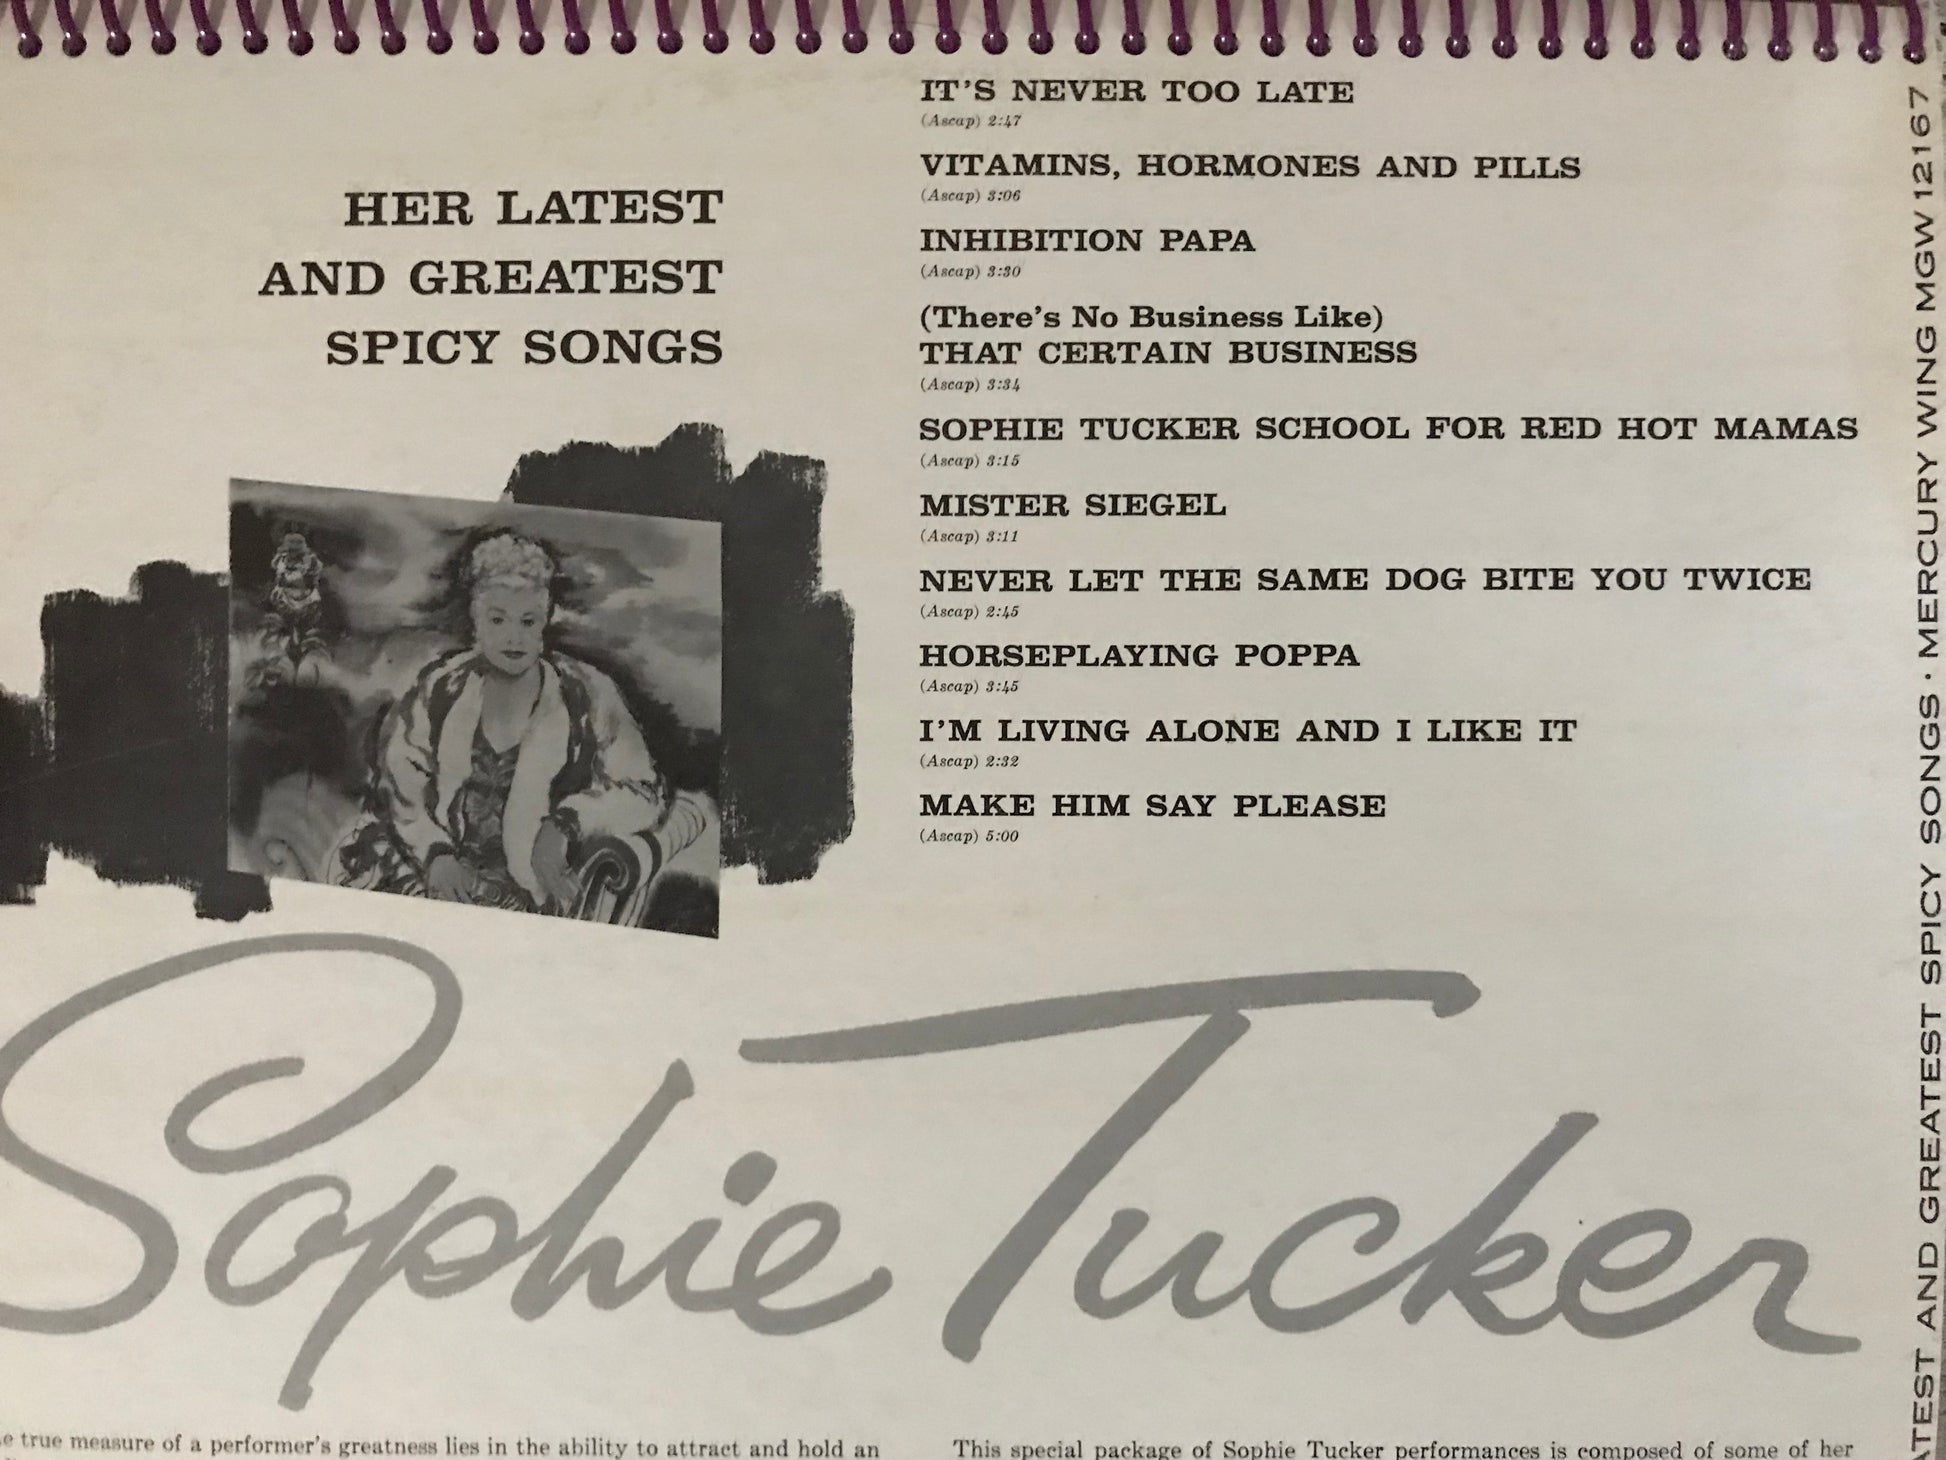 HER LATEST
AND GREATEST
SPICY SONGS
IT'S NEVER TOO LATE
(Ascap) 2:47
VITAMINS, HORMONES AND PILLS
(Ascap) 3:06
INHIBITION PAPA
(Ascap) 3:30
(There's No Business Like)
THAT CERTAIN BUSINESS
(Ascap) 3:34
SOPHIE TUCKER SCHOOL FOR RED HOT MAMAS
(Ascap) 3:15
MISTER SIEGEL
(Ascap) 3:11
NEVER LET THE SAME DOG BITE YOU TWICE
(Ascap) 2:45
HORSEPLAYING POPPA
(Ascap) 3:45
I'M LIVING ALONE AND I LIKE IT
(Ascap) 2:32
MAKE HIM SAY PLEASE
(Ascap) 5:00
Sophie Tucker
true measure of a performer's greatness lies in the ability to attract and hold an
This special package of Sophie Tucker performances is composed of some of her
AND GREATEST SPICY SONGS · MERCURY WING MGW 12167